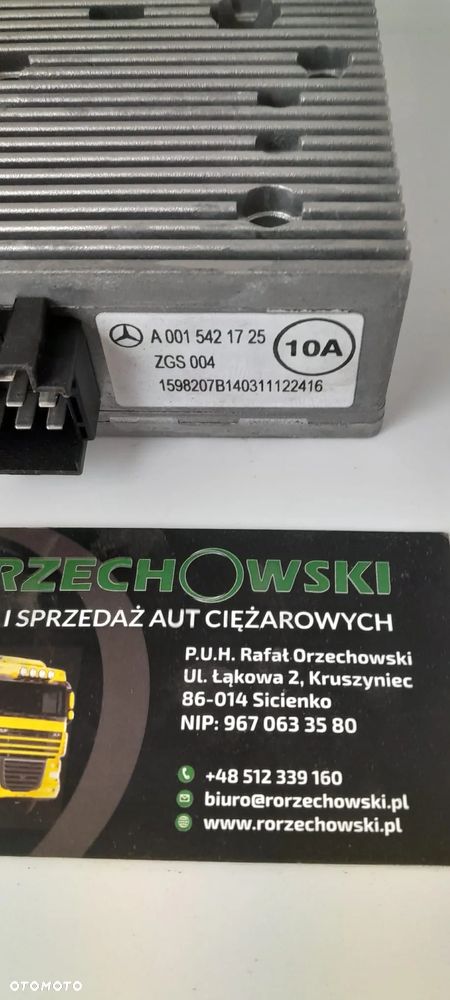 A 001 542 17 25
10A
ZGS 004
1598207B140311122416
RZECHOWSKI
I SPRZEDAŻ AUT CIĘŻAROWYCH
P.U.H. Rafał Orzechowski
Ul. Łąkowa 2, Kruszyniec
86-014 Sicienko
NIP: 967 063 35 80
+48 512 339 160
biuro@rorzechowski.pl
www.rorzechowski.pl
OTOMOTO